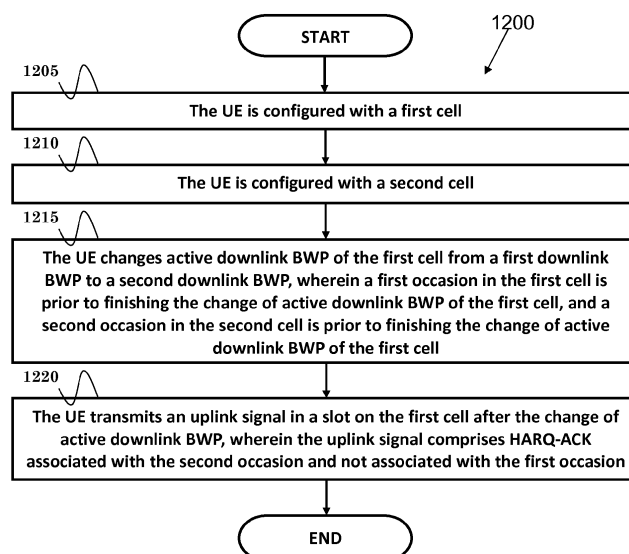 START
1200
1205
The UE is configured with a first cell
1210
The UE is configured with a second cell
1215
The UE changes active downlink BWP of the first cell from a first downlink
BWP to a second downlink BWP, wherein a first occasion in the first cell is
prior to finishing the change of active downlink BWP of the first cell, and a
second occasion in the second cell is prior to finishing the change of active
downlink BWP of the first cell
1220
The UE transmits an uplink signal in a slot on the first cell after the change of
active downlink BWP, wherein the uplink signal comprises HARQ-ACK
associated with the second occasion and not associated with the first occasion
END